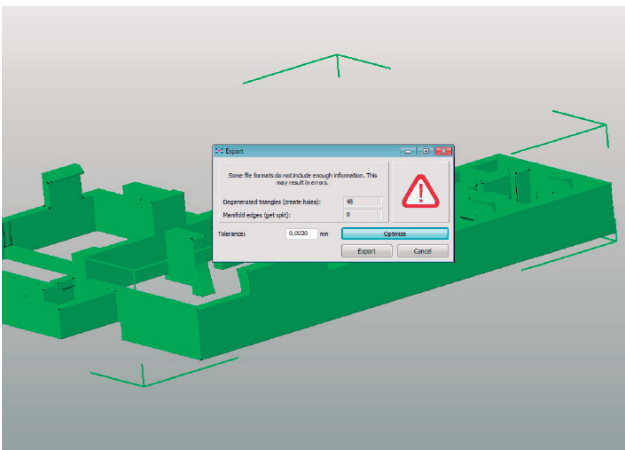 Export
Some file formats do not include enough information. This
may result in errors.
Degenerated triangles (create holes): 48
Manifold edges (get split): 0
Tolerance: 0.0020 mm Optimize
Export Cancel